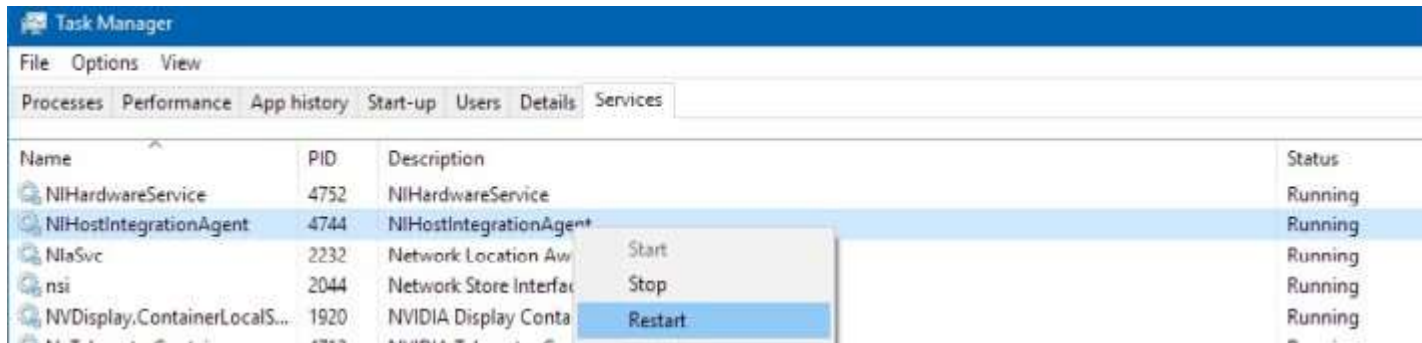 Task Manager
File Options View
Processes Performance App history Start-up Users Details Services
Name PID Description Status
NIHardwareService 4752 NIHardwareService Running
NIHostIntegrationAgent 4744 NIHostIntegrationAgent Running
NlaSvc 2232 Network Location Aw Start Running
nsi 2044 Network Store Interfac Stop Running
NVDisplay.ContainerLocalS... 1920 NVIDIA Display Conta Restart Running